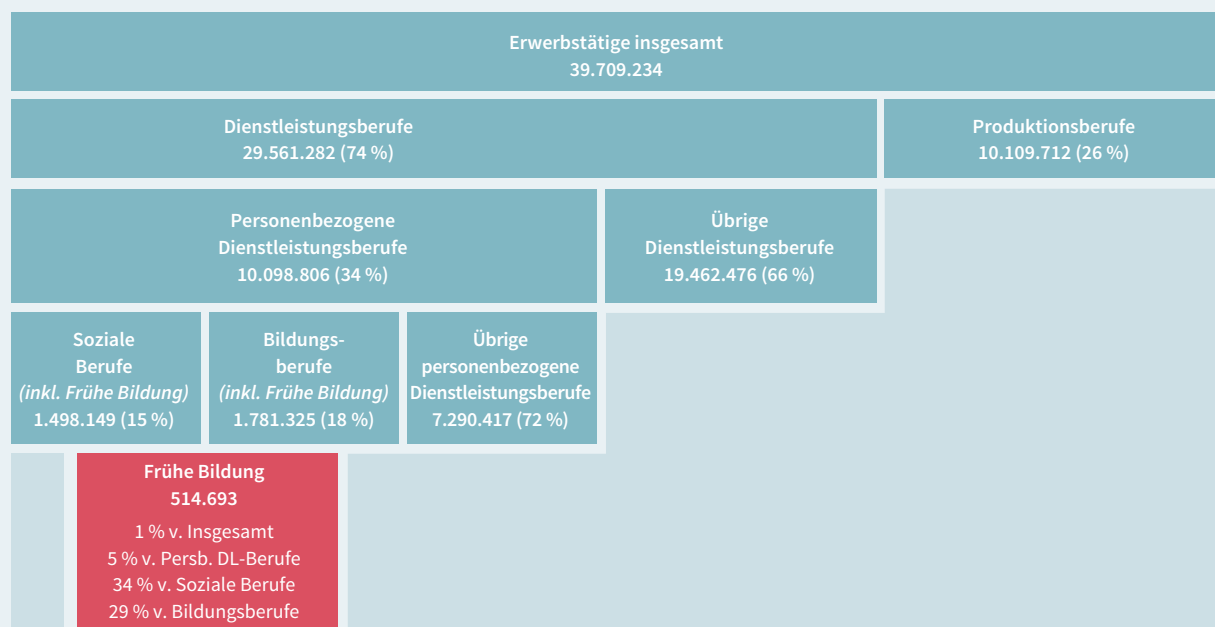 Erwerbstätige insgesamt
39.709.234
Dienstleistungsberufe
29.561.282 (74 %)
Produktionsberufe
10.109.712 (26 %)
Personenbezogene
Dienstleistungsberufe
10.098.806 (34 %)
Übrige
Dienstleistungsberufe
19.462.476 (66 %)
Soziale
Berufe
(inkl. Frühe Bildung)
1.498.149 (15 %)
Bildungs-
berufe
(inkl. Frühe Bildung)
1.781.325 (18 %)
Übrige
personenbezogene
Dienstleistungsberufe
7.290.417 (72 %)
Frühe Bildung
514.693
1 % v. Insgesamt
5 % v. Persb. DL-Berufe
34 % v. Soziale Berufe
29 % v. Bildungsberufe